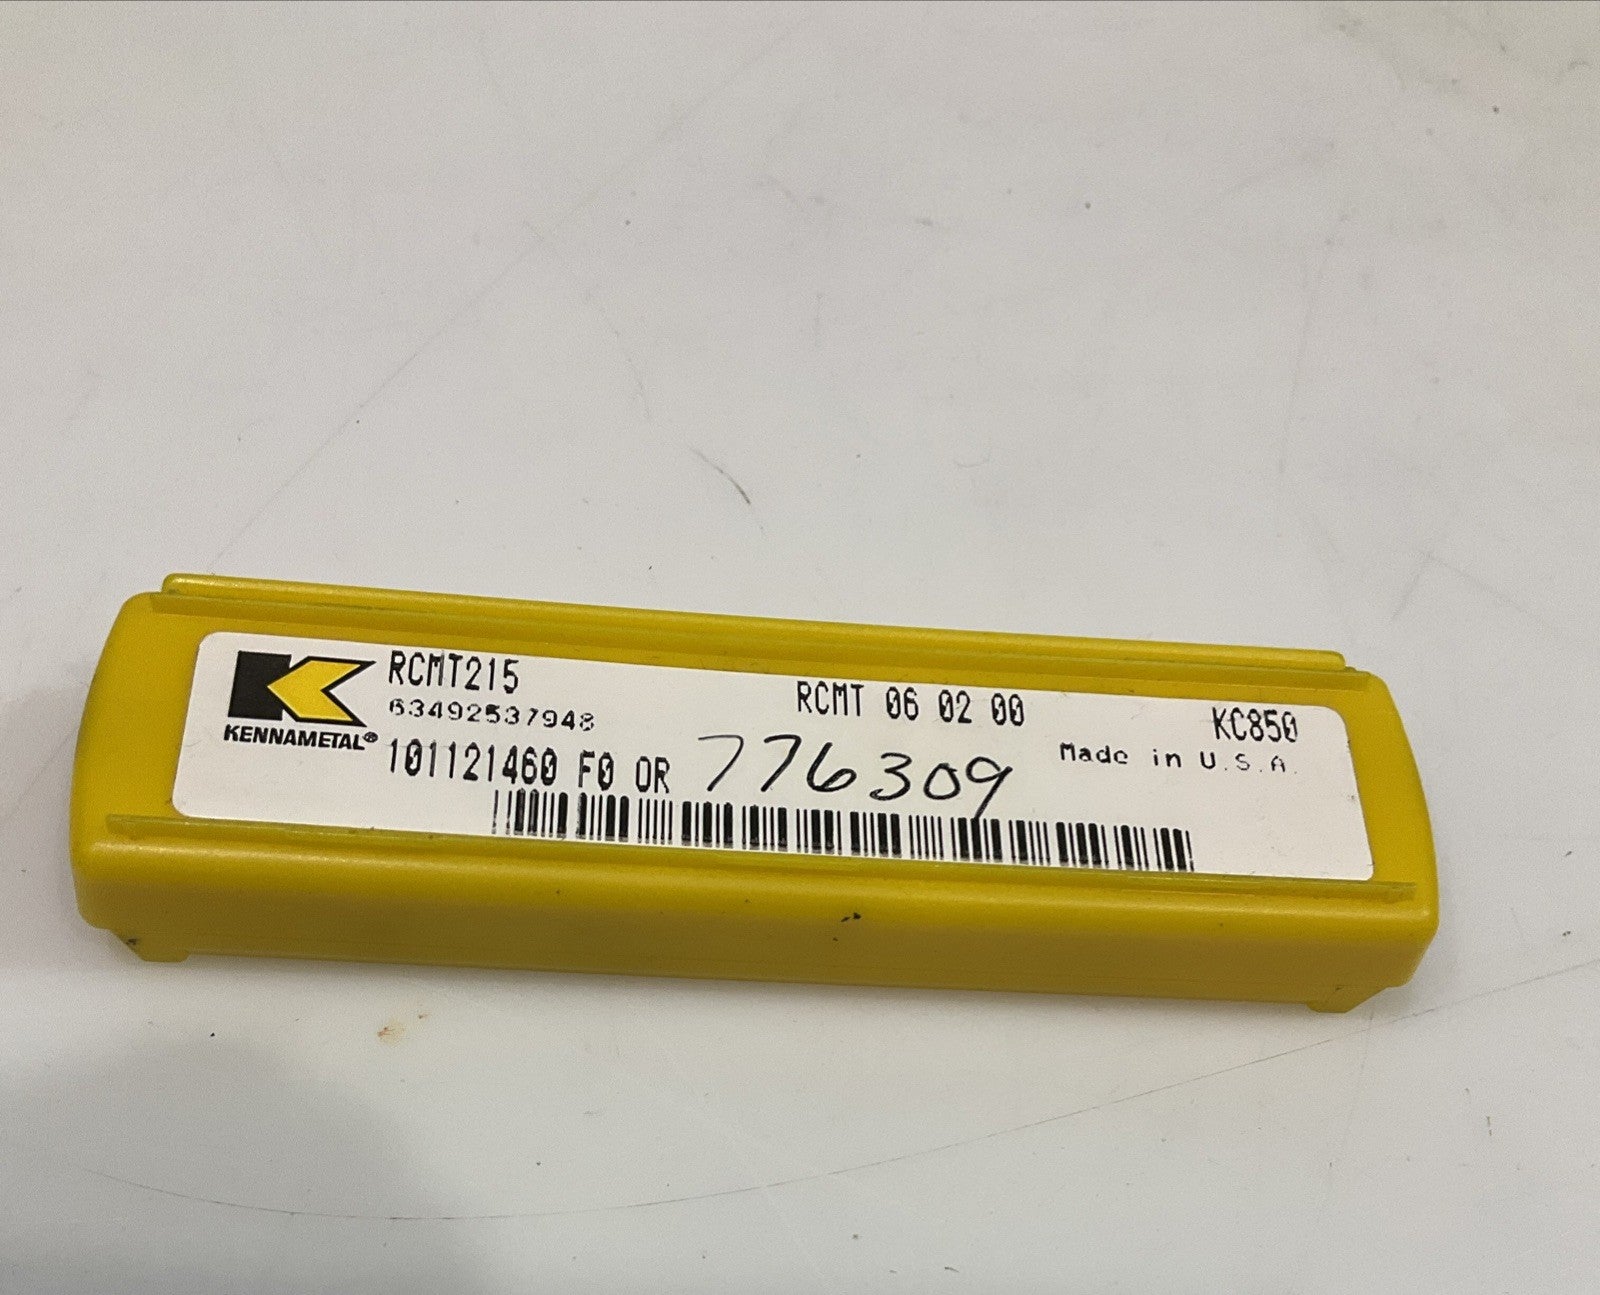 RCMT215
63492537948
RCMT 06 02 00
KC850
KENNAMETAL®
101121460 F0 OR 776309
Made in U.S.A.